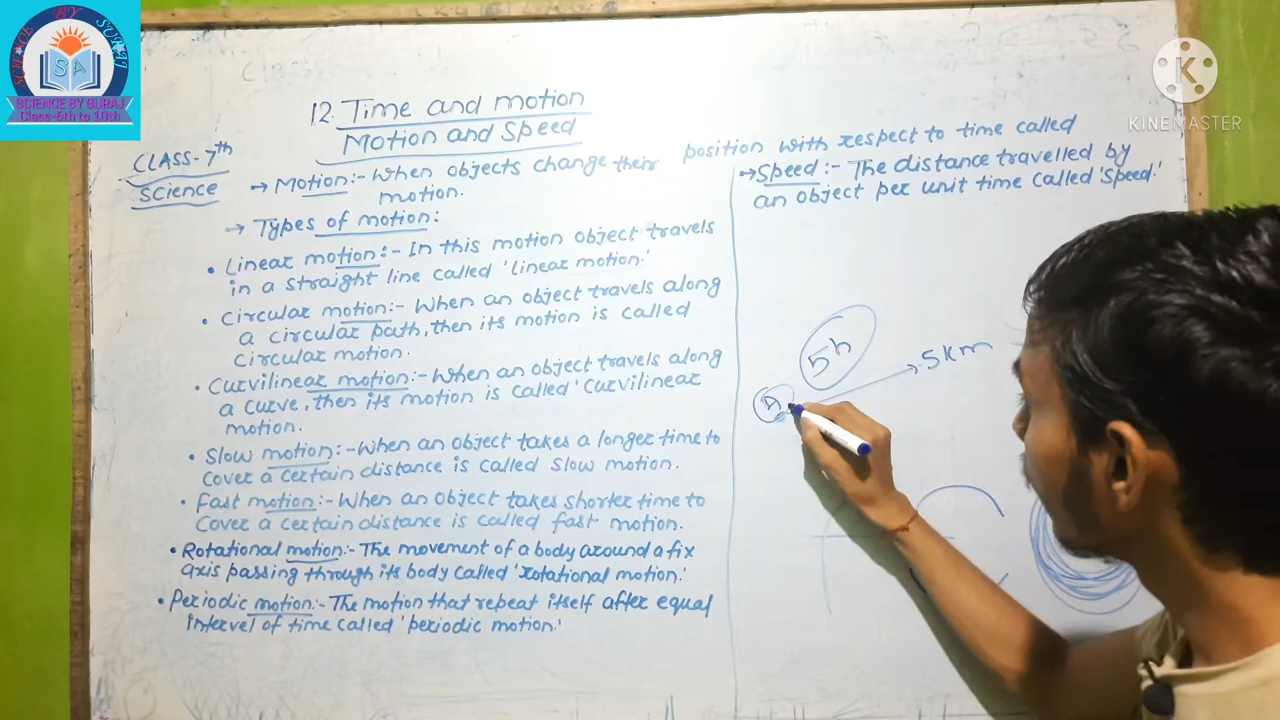 SCIENCE BY SURAJ
SA
SCIENCE BY SURAJ
Class-6th to 10th
KINEMASTER
12. Time and motion
Motion and Speed
CLASS-7th
Science
→ Motion:- When objects change their position with respect to time called
motion.
→ Types of motion:
• Linear motion:- In this motion object travels
in a straight line called 'linear motion.'
• Circular motion:- When an object travels along
a circular path, then its motion is called
Circular motion.
• Curvilinear motion:- When an object travels along
a curve, then its motion is called 'Curvilinear
motion.
• Slow motion:- When an object takes a longer time to
Cover a certain distance is called slow motion.
• Fast motion:- When an object takes shorter time to
Cover a certain distance is called fast motion.
• Rotational motion:- The movement of a body around a fix
axis passing through its body called 'rotational motion.'
• Periodic motion:- The motion that repeat itself after equal
intervel of time called 'periodic motion.'
→ Speed:- The distance travelled by
an object per unit time called 'Speed.'
5h
5km
A